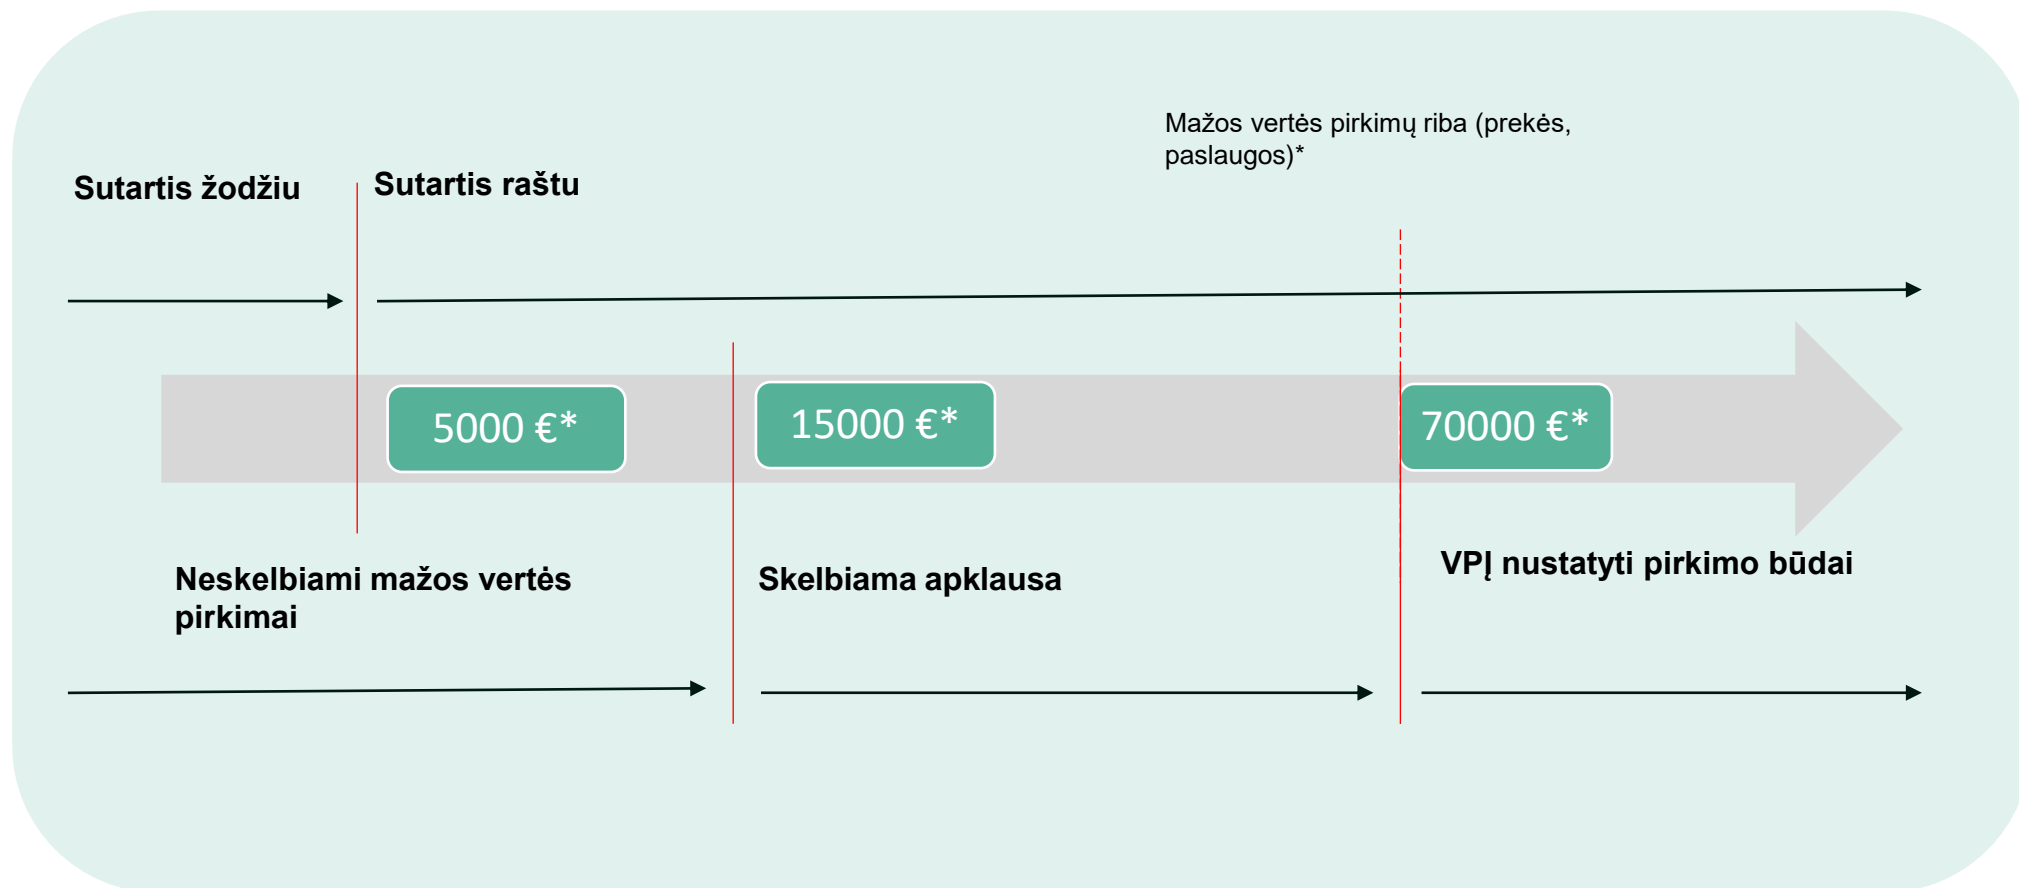 Mažos vertės pirkimų riba (prekės,
paslaugos)*
Sutartis žodžiu
Sutartis raštu
5000 €*
15000 €*
70000 €*
Neskelbiami mažos vertės
pirkimai
Skelbiama apklausa
VPĮ nustatyti pirkimo būdai